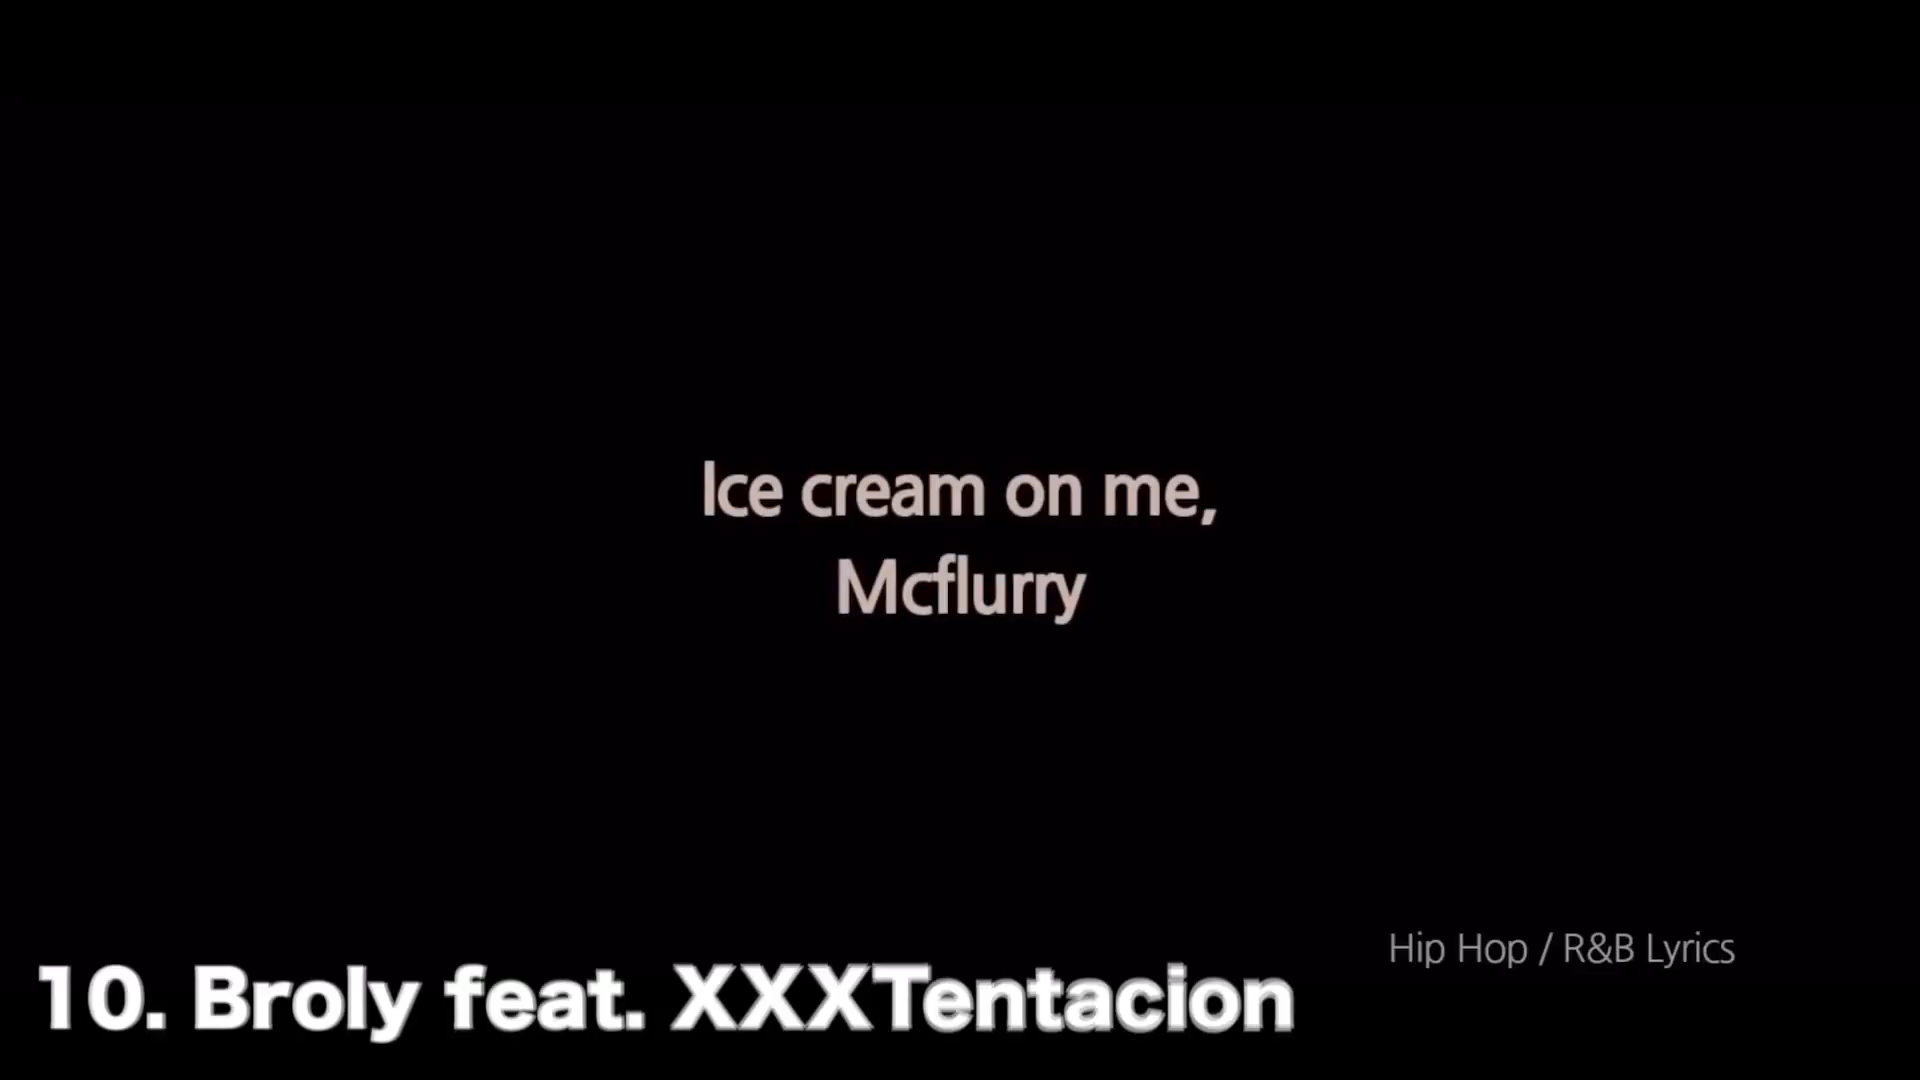 Ice cream on me,
Mcflurry
Hip Hop / R&B Lyrics
10. Broly feat. XXXTentacion